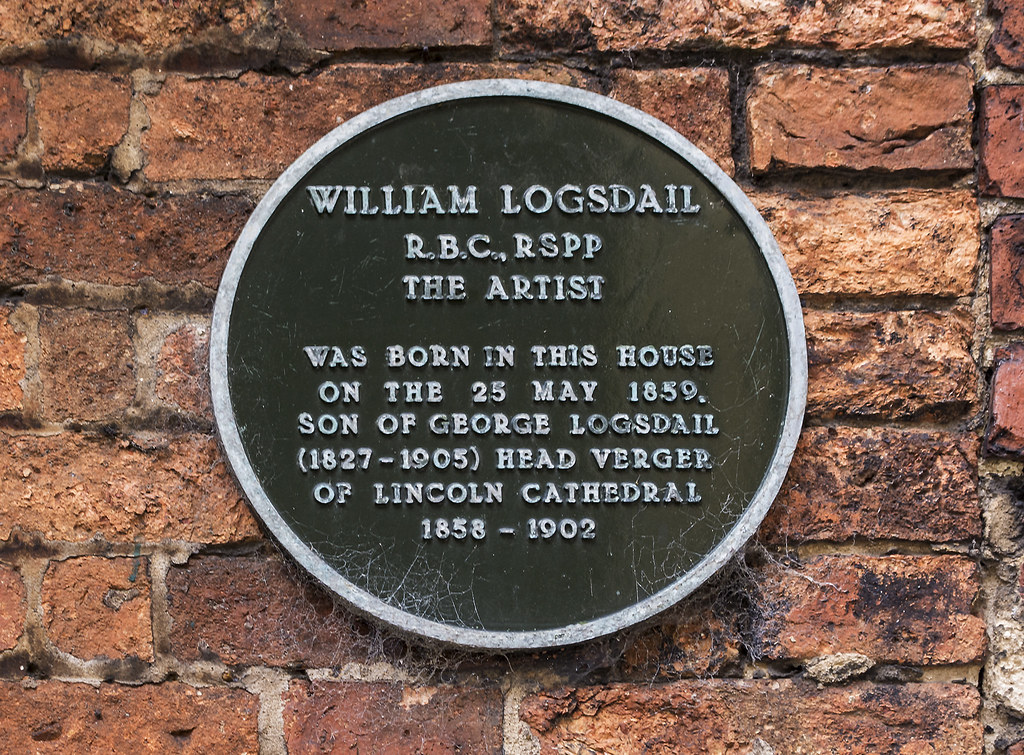 WILLIAM LOGSDAIL
R.B.C., RSPP
THE ARTIST
WAS BORN IN THIS HOUSE
ON THE 25 MAY 1859.
SON OF GEORGE LOGSDAIL
(1827-1905) HEAD VERGER
OF LINCOLN CATHEDRAL
1858 - 1902